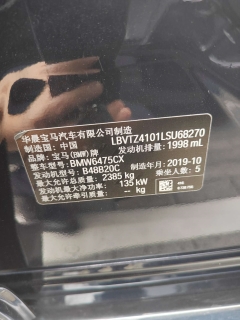 华晨宝马汽车有限公司制造
LBVTZ4101LSU68270
制造国：中国
发动机排量：1998 mL
品牌：宝马(BMW)牌
整车型号：BMW6475CX
制造年月：2019-10
发动机型号：B48B20C
乘坐人数：5
最大允许总质量：2385 kg
发动机最大净功率：135 kW
最大允许牵引质量：-- kg